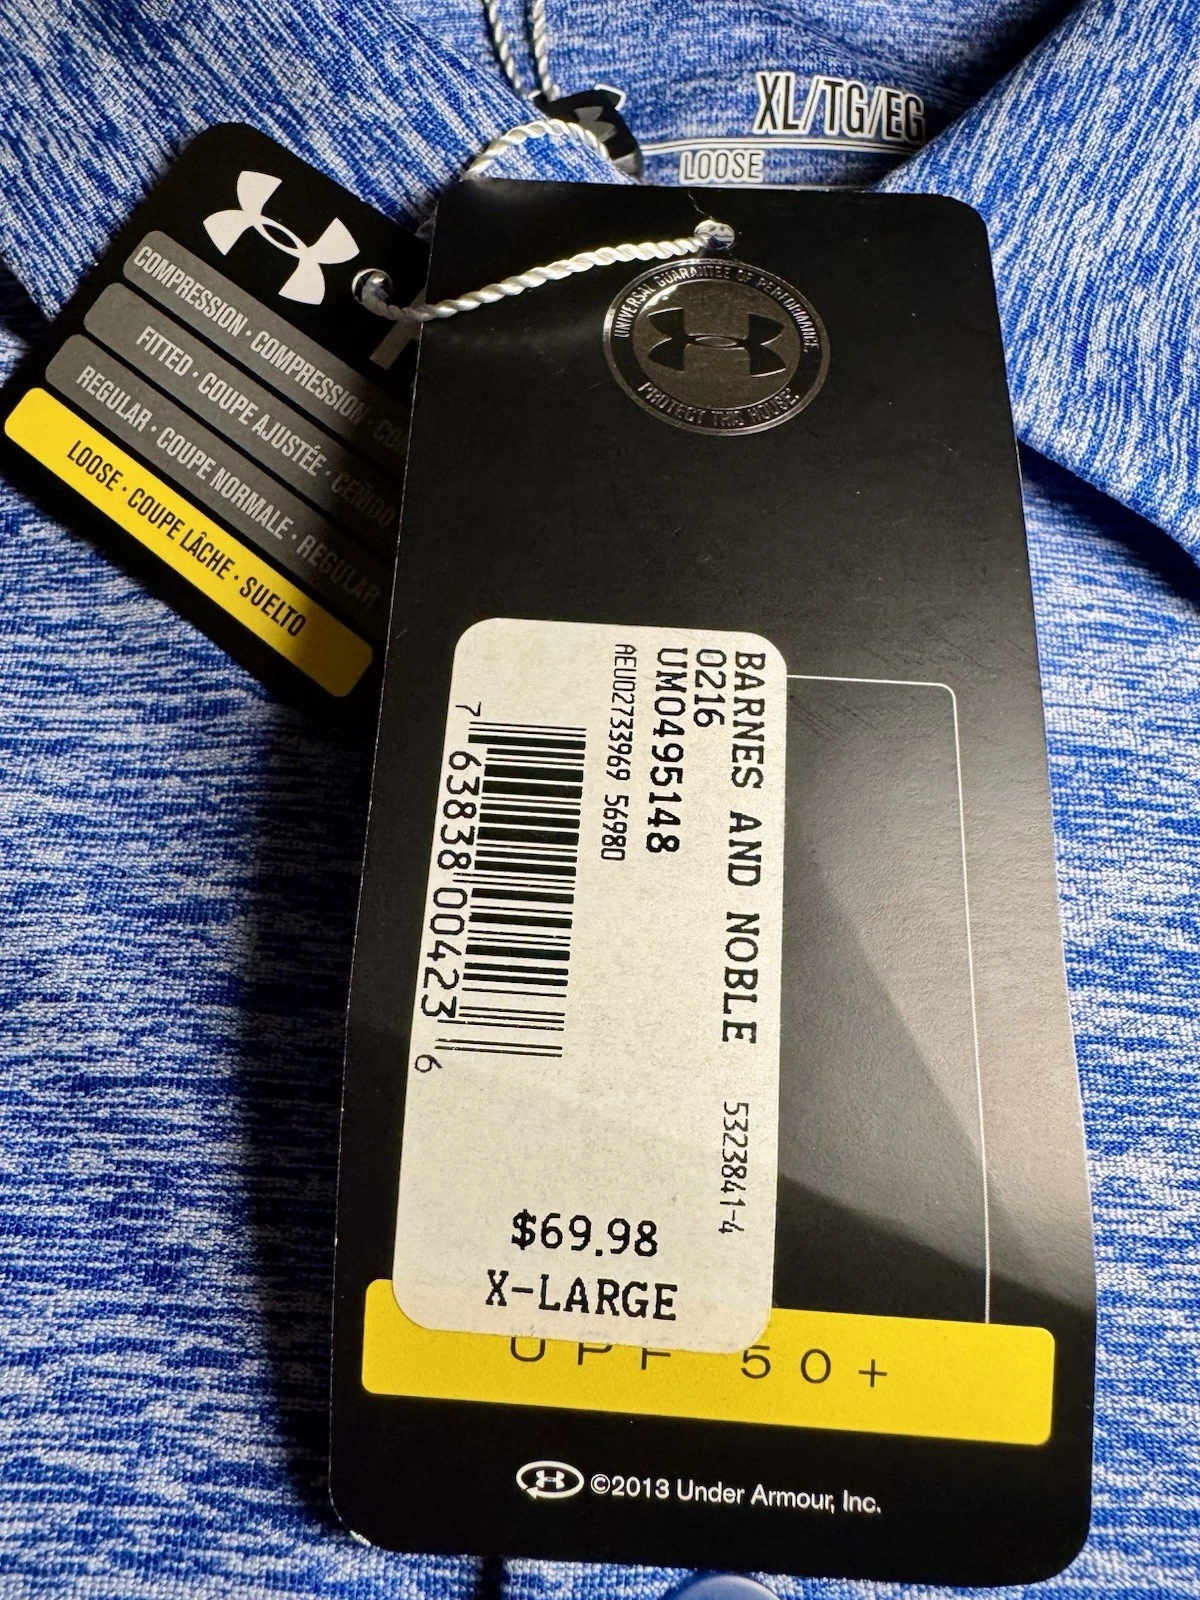 XL/TG/EG
LOOSE
COMPRESSION · COMPRESSION
FITTED · COUPE AJUSTÉE · CEÑIDO
REGULAR · COUPE NORMALE · REGULAR
LOOSE · COUPE LÂCHE · SUELTO
UNIVERSAL GUARANTEE OF PERFORMANCE
PROTECT THIS HOUSE
BARNES AND NOBLE 5323841-4
0216
UM0495148
AEU02733969 5698D
7 63838 00423 6
$69.98
X-LARGE
UPF 50+
©2013 Under Armour, Inc.